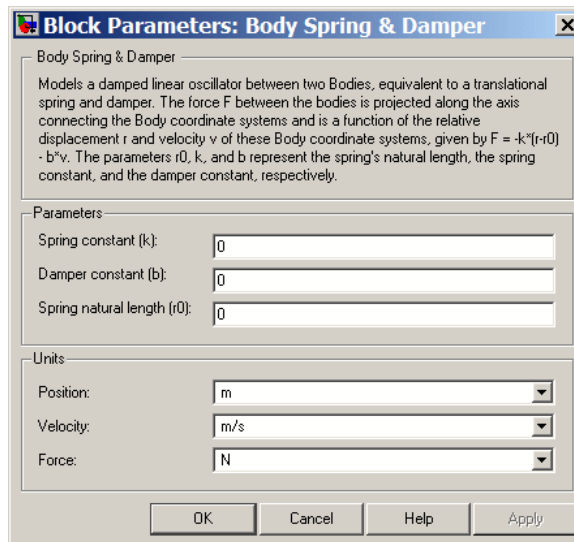 Block Parameters: Body Spring & Damper
Body Spring & Damper
Models a damped linear oscillator between two Bodies, equivalent to a translational
spring and damper. The force F between the bodies is projected along the axis
connecting the Body coordinate systems and is a function of the relative
displacement r and velocity v of these Body coordinate systems, given by F = -k*(r-r0)
- b*v. The parameters r0, k, and b represent the spring's natural length, the spring
constant, and the damper constant, respectively.
Parameters
Spring constant (k): 0
Damper constant (b): 0
Spring natural length (r0): 0
Units
Position: m
Velocity: m/s
Force: N
OK Cancel Help Apply